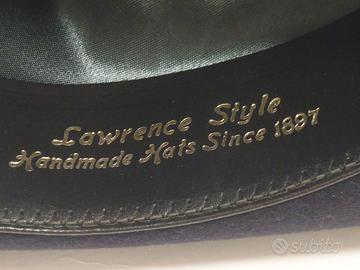 Lawrence Style
Handmade Hats Since 1897
subito